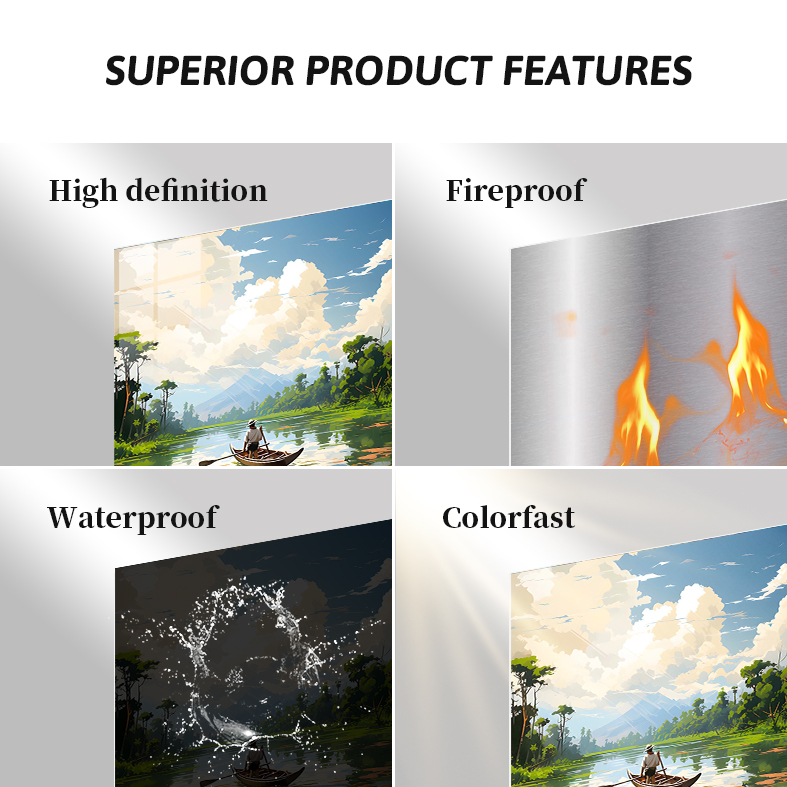 SUPERIOR PRODUCT FEATURES
High definition
Fireproof
Waterproof
Colorfast